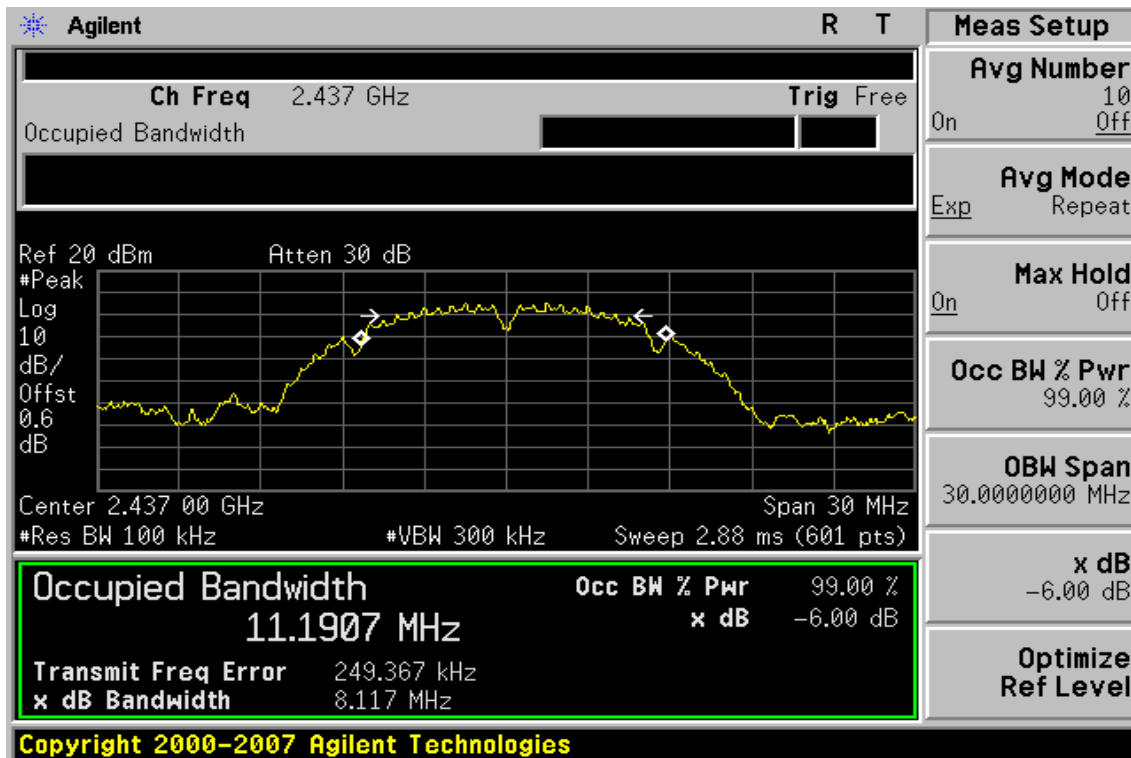 Agilent R T
Ch Freq 2.437 GHz Trig Free
Occupied Bandwidth
Ref 20 dBm Atten 30 dB
#Peak
Log
10
dB/
Offst
0.6
dB
Center 2.437 00 GHz Span 30 MHz
#Res BW 100 kHz #VBW 300 kHz Sweep 2.88 ms (601 pts)
Occupied Bandwidth
11.1907 MHz
Occ BW % Pwr 99.00 %
x dB -6.00 dB
Transmit Freq Error 249.367 kHz
x dB Bandwidth 8.117 MHz
Meas Setup
Avg Number
10
On Off
Avg Mode
Exp Repeat
Max Hold
On Off
Occ BW % Pwr
99.00 %
OBW Span
30.0000000 MHz
x dB
-6.00 dB
Optimize
Ref Level
Copyright 2000-2007 Agilent Technologies